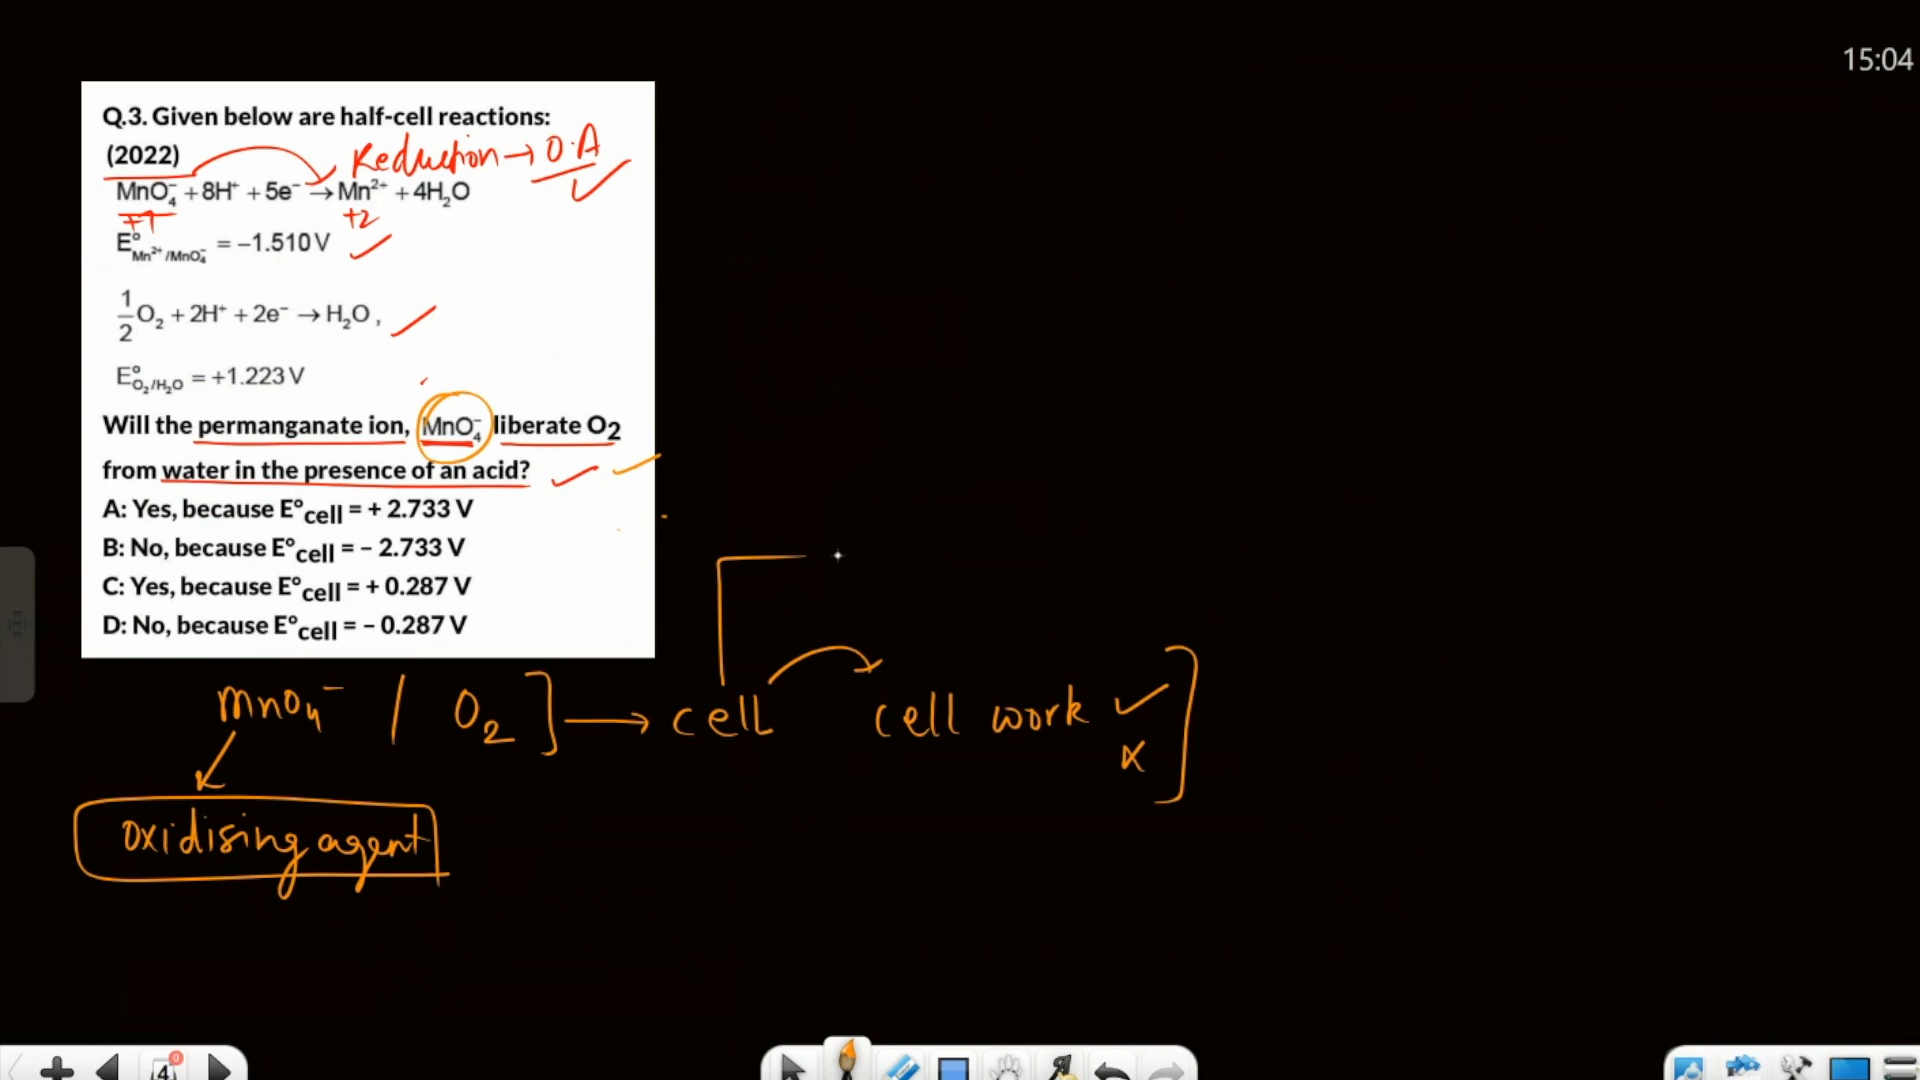 15:04
Q.3. Given below are half-cell reactions:
(2022) Reduction → O.A
MnO₄⁻ + 8H⁺ + 5e⁻ → Mn²⁺ + 4H₂O
+7 +2
E°Mn²⁺/MnO₄⁻ = −1.510 V
1/2 O₂ + 2H⁺ + 2e⁻ → H₂O,
E°O₂/H₂O = +1.223 V
Will the permanganate ion, MnO₄⁻ liberate O₂
from water in the presence of an acid?
A: Yes, because E°cell = + 2.733 V
B: No, because E°cell = − 2.733 V
C: Yes, because E°cell = + 0.287 V
D: No, because E°cell = − 0.287 V
MnO₄⁻ / O₂ ] → cell cell work ✓ ]
x
oxidising agent
4 0